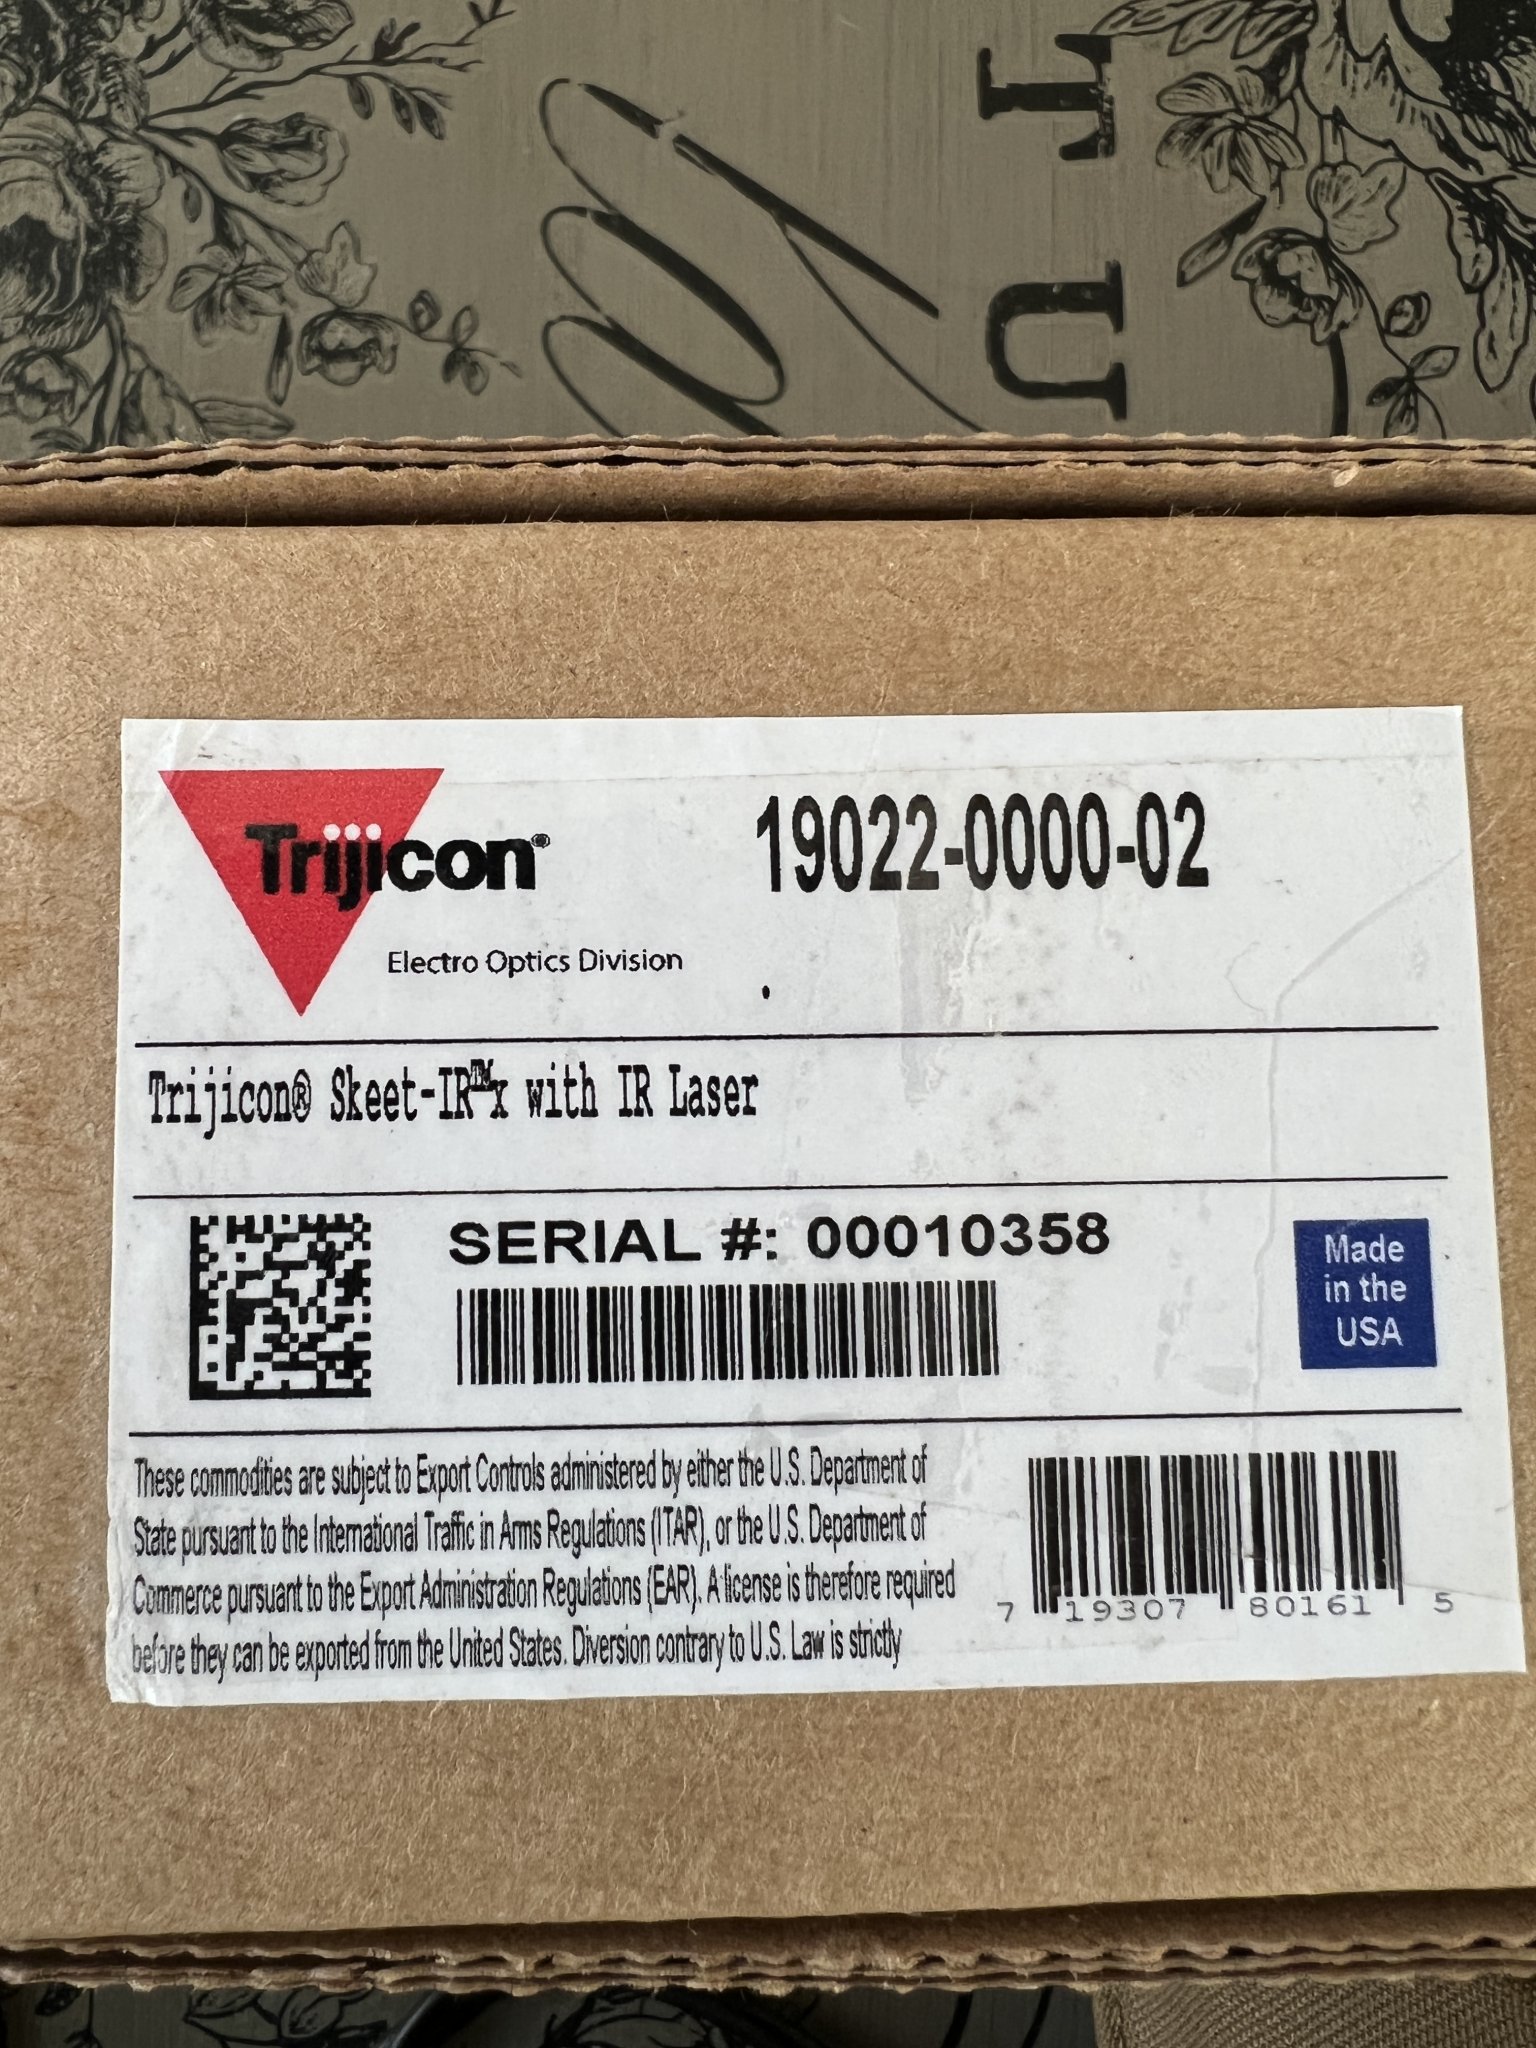 T U
Trijicon®
19022-0000-02
Electro Optics Division
Trijicon® Skeet-IR™x with IR Laser
SERIAL #: 00010358
Made
in the
USA
These commodities are subject to Export Controls administered by either the U.S. Department of
State pursuant to the International Traffic in Arms Regulations (ITAR), or the U.S. Department of
Commerce pursuant to the Export Administration Regulations (EAR). A license is therefore required
before they can be exported from the United States. Diversion contrary to U.S. Law is strictly
7 19307 80161 5